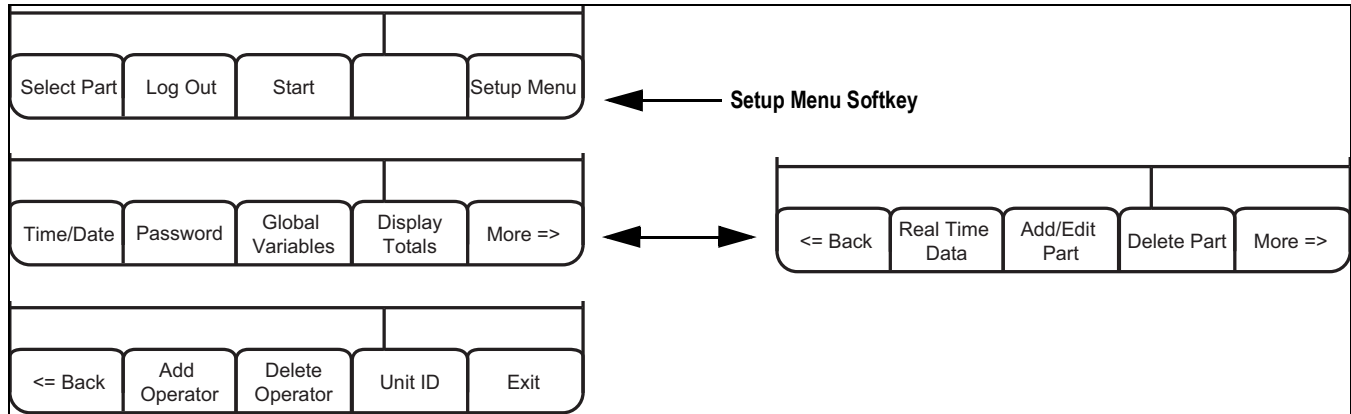 Select Part
Log Out
Start
Setup Menu
Setup Menu Softkey
Time/Date
Password
Global
Variables
Display
Totals
More =>
<= Back
Real Time
Data
Add/Edit
Part
Delete Part
More =>
<= Back
Add
Operator
Delete
Operator
Unit ID
Exit